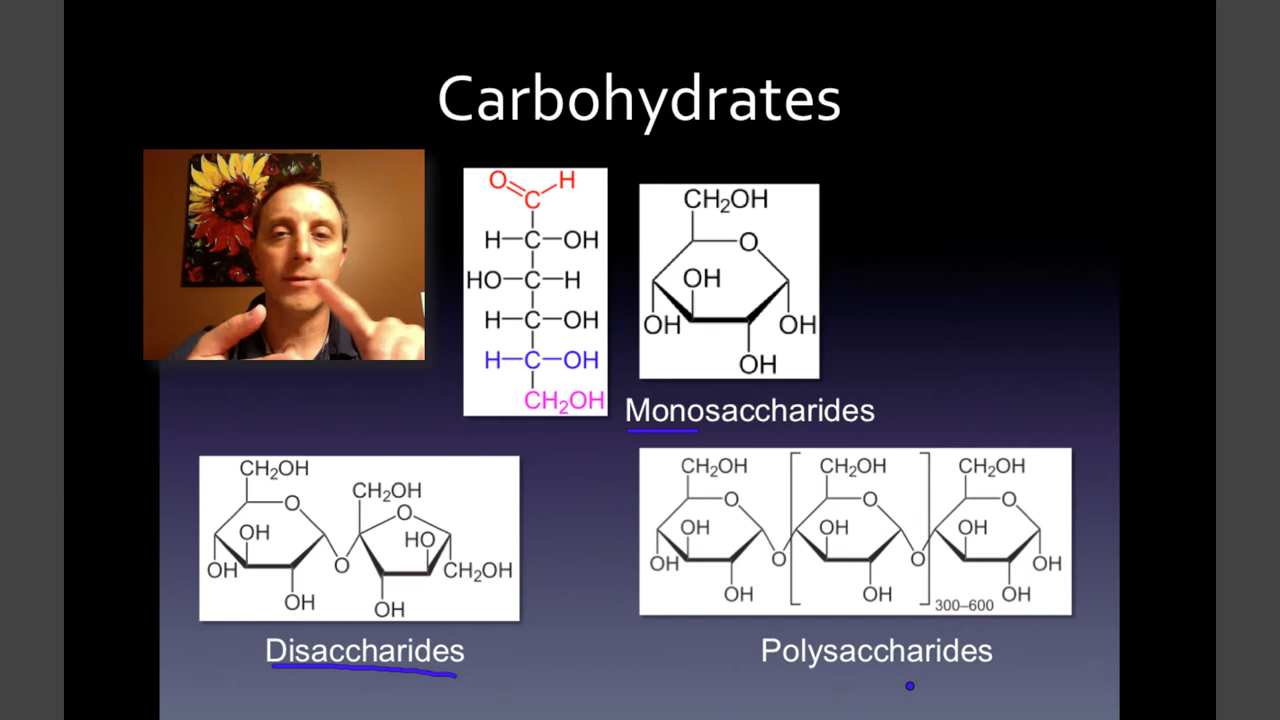 Carbohydrates
O H
C
H C OH
HO C H
H C OH
H C OH
CH₂OH
CH₂OH
O
OH
OH OH
OH
Monosaccharides
CH₂OH
O
OH
OH
OH
O
CH₂OH
O
HO
CH₂OH
OH
Disaccharides
CH₂OH CH₂OH CH₂OH
O O O
OH OH OH
OH O O OH
OH OH OH
300–600
Polysaccharides